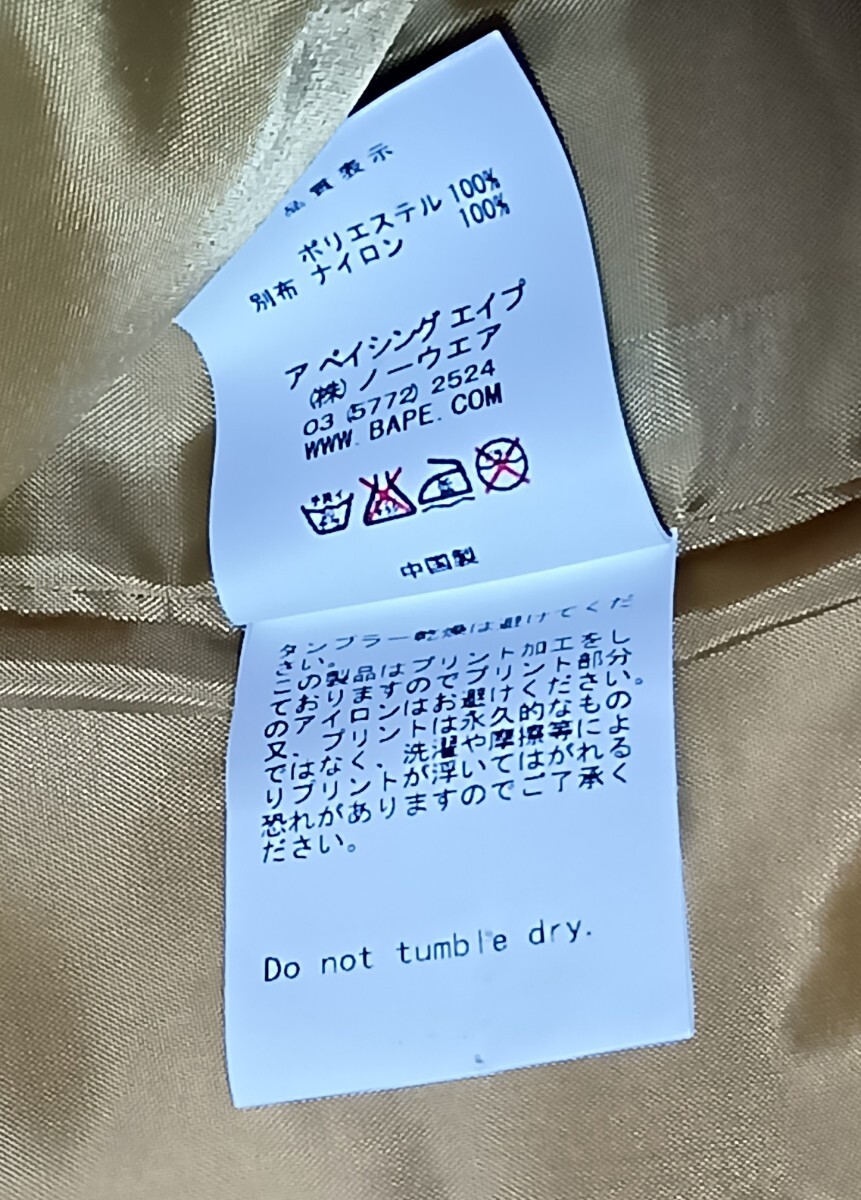 品質表示
ポリエステル 100%
別布 ナイロン 100%
ア ベイシング エイプ
(株) ノーウエア
03 (5772) 2524
WWW. BAPE. COM
手洗イ
中国製
タンブラー乾燥は避けてくだ
さい。
この製品はプリント加工をし
ておりますのでプリント部分
のアイロンはお避けください。
又、プリントは永久的なもの
ではなく、洗濯や摩擦等によ
りプリントが浮いてはがれる
恐れがありますのでご了承く
ださい。
Do not tumble dry.